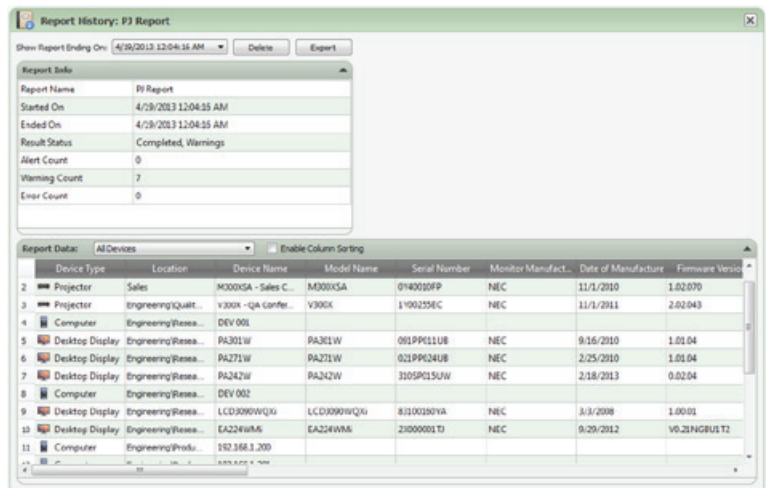 Report History: PJ Report
Show Report Ending On: 4/19/2013 12:04:16 AM Delete Export
Report Info
Report Name PJ Report
Started On 4/19/2013 12:04:15 AM
Ended On 4/19/2013 12:04:16 AM
Result Status Completed, Warnings
Alert Count 0
Warning Count 7
Error Count 0
Report Data: All Devices Enable Column Sorting
Device Type Location Device Name Model Name Serial Number Monitor Manufact... Date of Manufacture Firmware Version
2 Projector Sales M300XSA - Sales C... M300XSA 0Y40010FP NEC 11/1/2010 1.02.070
3 Projector Engineering\Qualit... V300X - QA Confer... V300X 1Y00255EC NEC 11/1/2011 2.02.043
4 Computer Engineering\Resea... DEV 001
5 Desktop Display Engineering\Resea... PA301W PA301W 091PP011UB NEC 9/16/2010 1.01.04
6 Desktop Display Engineering\Resea... PA271W PA271W 021PP024UB NEC 2/25/2010 1.01.04
7 Desktop Display Engineering\Resea... PA242W PA242W 310SP015UW NEC 2/18/2013 0.02.04
8 Computer Engineering\Resea... DEV 002
9 Desktop Display Engineering\Resea... LCD3090WQXi LCD3090WQXi 83100160YA NEC 3/3/2008 1.00.01
10 Desktop Display Engineering\Resea... EA224WMi EA224WMi 23000001TJ NEC 9/29/2012 V0.21NGBU1T2
11 Computer Engineering\Produ... 192.168.1.200